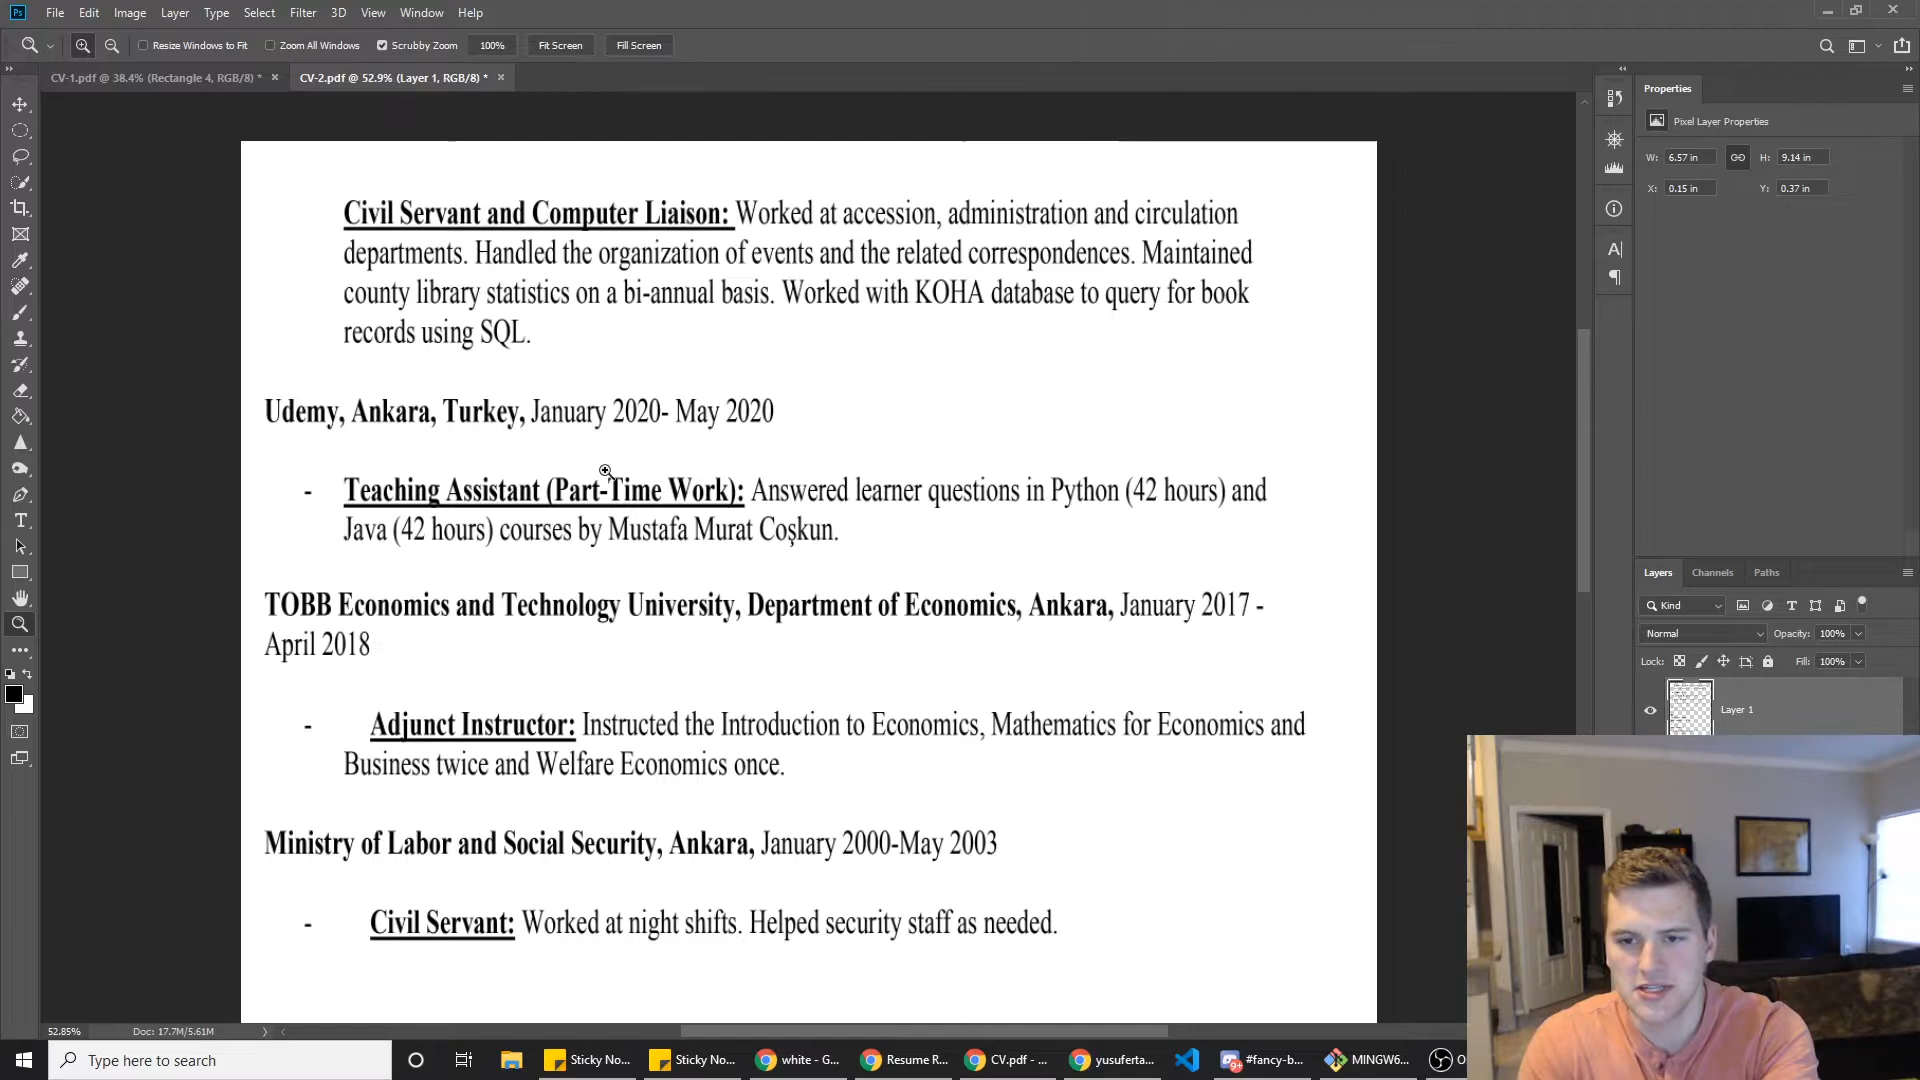 Ps File Edit Image Layer Type Select Filter 3D View Window Help
Resize Windows to Fit Zoom All Windows Scrubby Zoom 100% Fit Screen Fill Screen
CV-1.pdf @ 38.4% (Rectangle 4, RGB/8) * × CV-2.pdf @ 52.9% (Layer 1, RGB/8) * ×
Civil Servant and Computer Liaison: Worked at accession, administration and circulation
departments. Handled the organization of events and the related correspondences. Maintained
county library statistics on a bi-annual basis. Worked with KOHA database to query for book
records using SQL.
Udemy, Ankara, Turkey, January 2020- May 2020
- Teaching Assistant (Part-Time Work): Answered learner questions in Python (42 hours) and
Java (42 hours) courses by Mustafa Murat Coşkun.
TOBB Economics and Technology University, Department of Economics, Ankara, January 2017 -
April 2018
- Adjunct Instructor: Instructed the Introduction to Economics, Mathematics for Economics and
Business twice and Welfare Economics once.
Ministry of Labor and Social Security, Ankara, January 2000-May 2003
- Civil Servant: Worked at night shifts. Helped security staff as needed.
Properties
Pixel Layer Properties
W: 6.57 in H: 9.14 in
X: 0.15 in Y: 0.37 in
Layers Channels Paths
Kind
Normal Opacity: 100%
Lock: Fill: 100%
Layer 1
52.85% Doc: 17.7M/5.61M
Type here to search Sticky No... Sticky No... white - G... Resume R... CV.pdf - ... yusuferta... #fancy-b... MINGW6... O